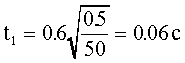 t₁ = 0.6√(0.5/50) = 0.06 c